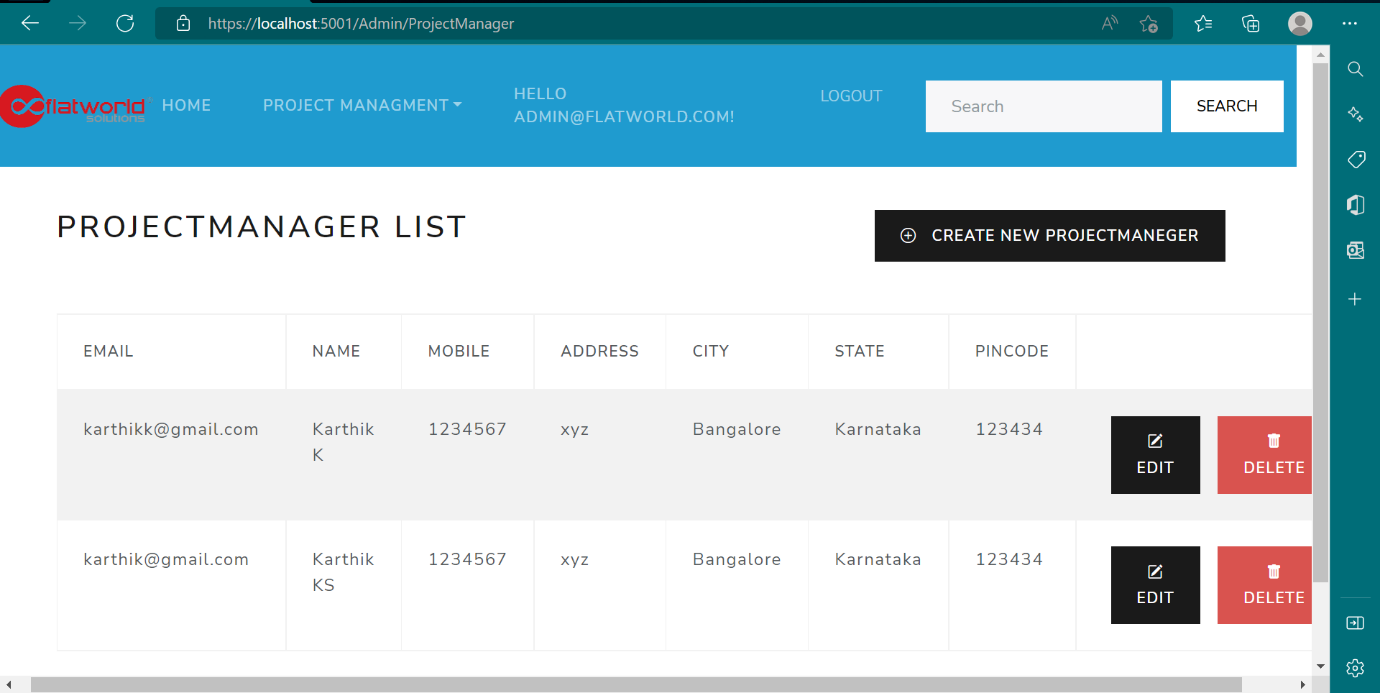 https://localhost:5001/Admin/ProjectManager
flatworld
solutions
HOME
PROJECT MANAGMENT
HELLO
ADMIN@FLATWORLD.COM!
LOGOUT
Search
SEARCH
PROJECTMANAGER LIST
CREATE NEW PROJECTMANEGER
EMAIL NAME MOBILE ADDRESS CITY STATE PINCODE
karthikk@gmail.com Karthik 1234567 xyz Bangalore Karnataka 123434
K
EDIT DELETE
karthik@gmail.com Karthik 1234567 xyz Bangalore Karnataka 123434
KS
EDIT DELETE